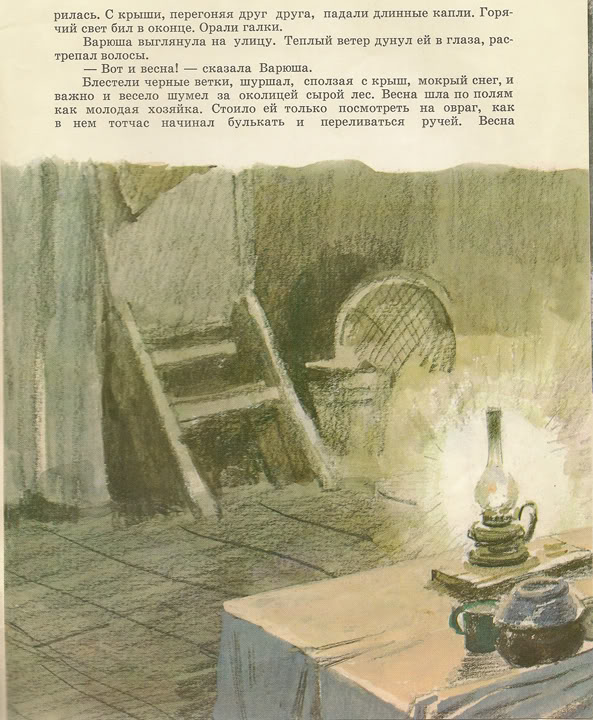 рилась. С крыши, перегоняя друг друга, падали длинные капли. Горя-
чий свет бил в оконце. Орали галки.
Варюша выглянула на улицу. Теплый ветер дунул ей в глаза, рас-
трепал волосы.
— Вот и весна! — сказала Варюша.
Блестели черные ветки, шуршал, сползая с крыш, мокрый снег, и
важно и весело шумел за околицей сырой лес. Весна шла по полям
как молодая хозяйка. Стоило ей только посмотреть на овраг, как
в нем тотчас начинал булькать и переливаться ручей. Весна